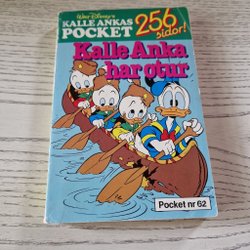 Walt Disney's
KALLE ANKAS
POCKET
256
sidor!
Kalle Anka
har otur
Pocket nr 62